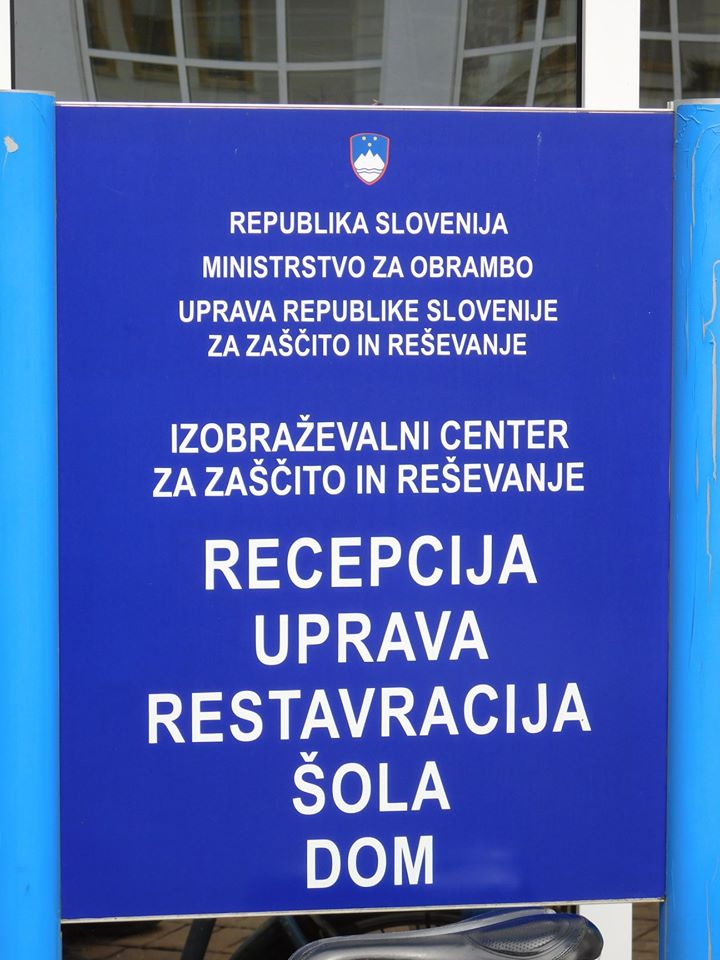 REPUBLIKA SLOVENIJA
MINISTRSTVO ZA OBRAMBO
UPRAVA REPUBLIKE SLOVENIJE
ZA ZAŠČITO IN REŠEVANJE
IZOBRAŽEVALNI CENTER
ZA ZAŠČITO IN REŠEVANJE
RECEPCIJA
UPRAVA
RESTAVRACIJA
ŠOLA
DOM